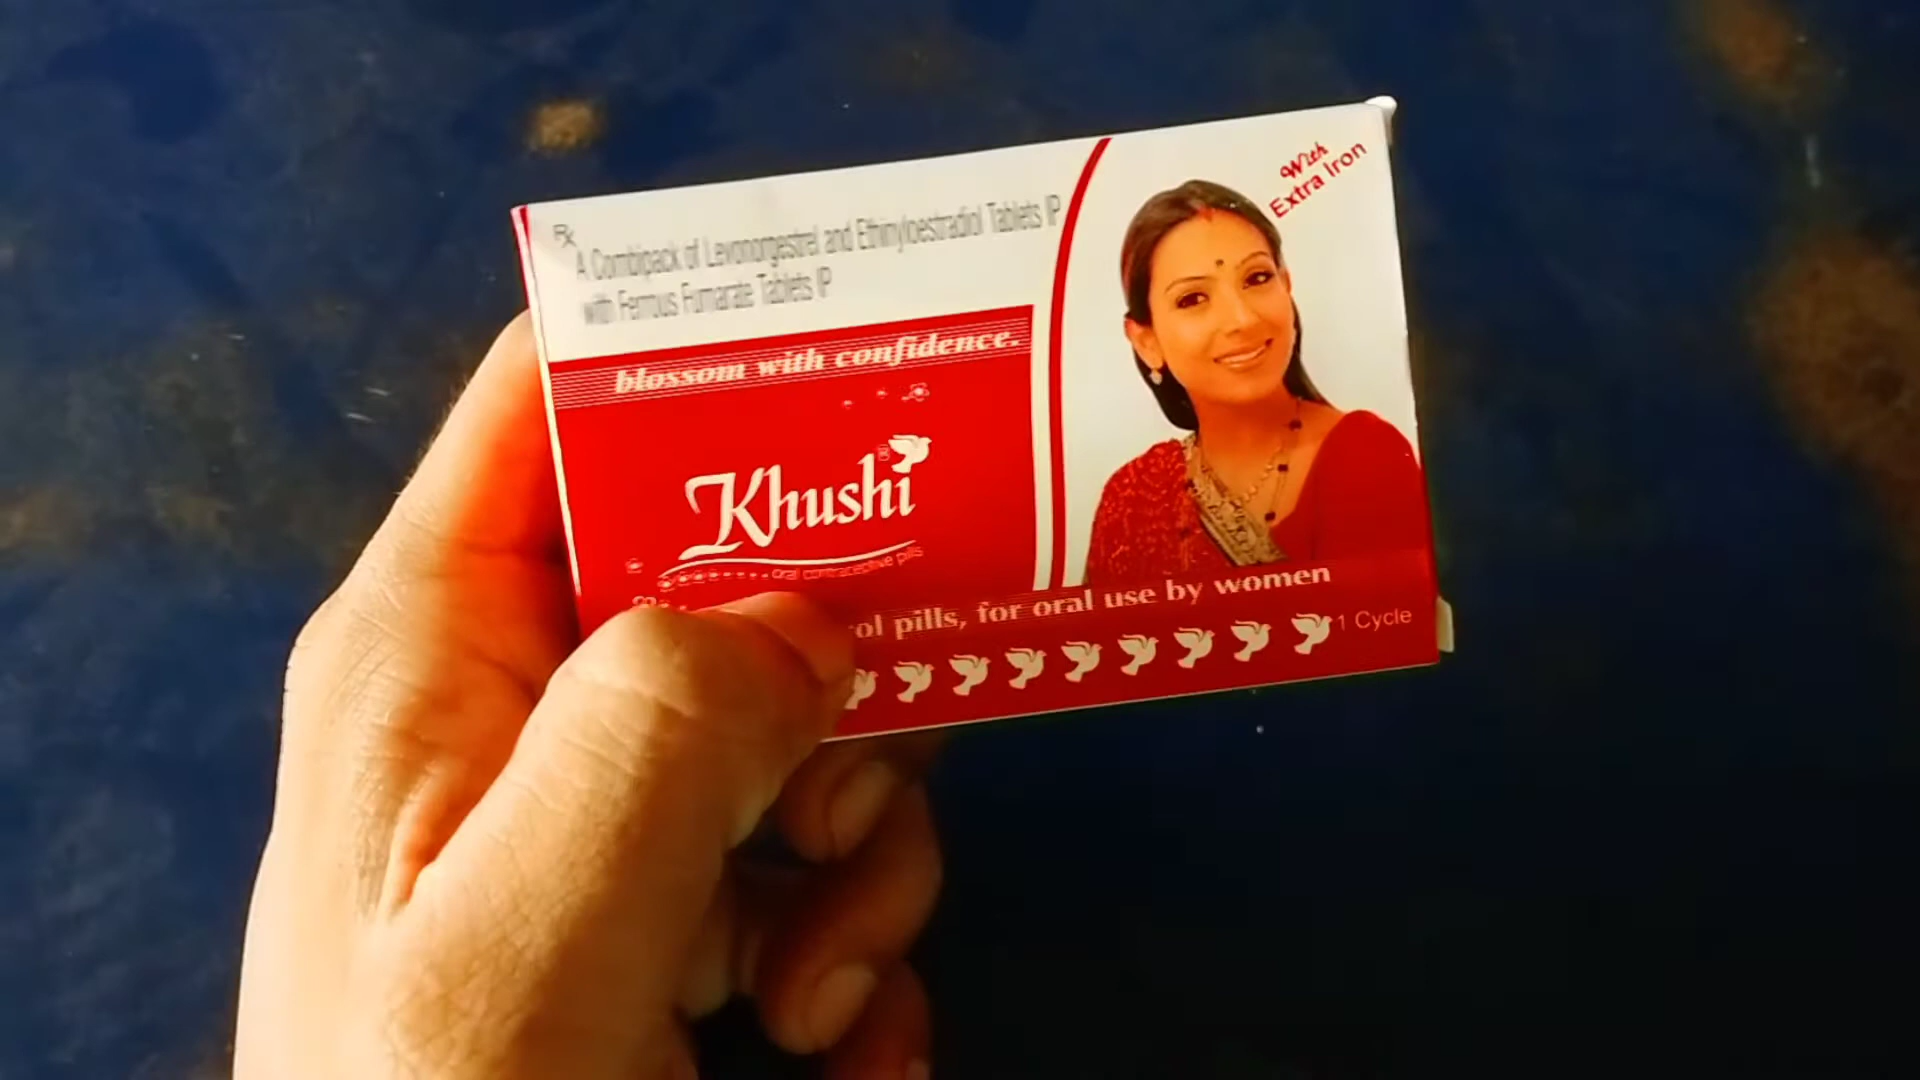 Rx
A Combipack of Levonorgestrel and Ethinyloestradiol Tablets IP
with Ferrous Fumarate Tablets IP
With
Extra Iron
blossom with confidence.
Khushi®
oral contraceptive pills
ol pills, for oral use by women
1 Cycle